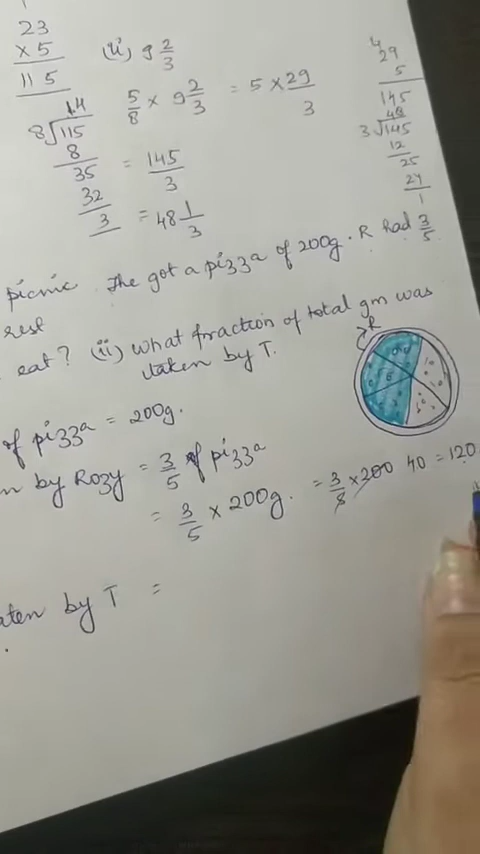 23
x 5
115
14
8√115
8
35
32
3
(ii) 9 2/3
5/8 x 9 2/3 = 5 x 29/3
= 145/3
= 48 1/3
4
29
5
145
48
3√145
12
25
24
1
picnic. The got a pizza of 200g. R had 3/5
rest
eat? (ii) What fraction of total gm was
taken by T.
R
of pizza = 200g.
by Rozy = 3/5 of pizza
= 3/5 x 200g. = 3/5 x 200 40 = 120
by T =